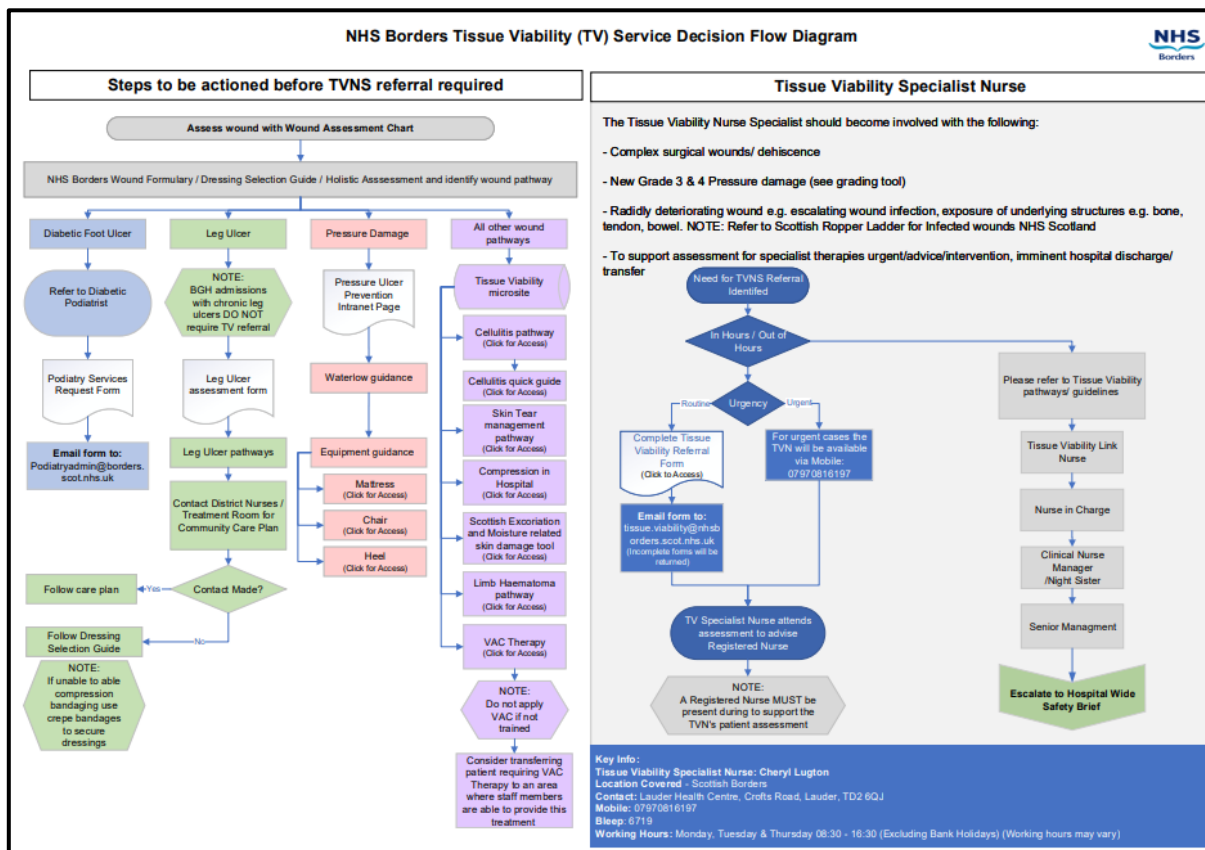 NHS Borders Tissue Viability (TV) Service Decision Flow Diagram
NHS
Borders
Steps to be actioned before TVNS referral required
Assess wound with Wound Assessment Chart
NHS Borders Wound Formulary / Dressing Selection Guide / Holistic Asssessment and identify wound pathway
Diabetic Foot Ulcer
Refer to Diabetic
Podiatrist
Podiatry Services
Request Form
Email form to:
Podiatryadmin@borders.
scot.nhs.uk
Leg Ulcer
NOTE:
BGH admissions
with chronic leg
ulcers DO NOT
require TV referral
Leg Ulcer
assessment form
Leg Ulcer pathways
Contact District Nurses /
Treatment Room for
Community Care Plan
Contact Made?
Yes
Follow care plan
No
Follow Dressing
Selection Guide
NOTE:
If unable to able
compression
bandaging use
crepe bandages
to secure
dressings
Pressure Damage
Pressure Ulcer
Prevention
Intranet Page
Waterlow guidance
Equipment guidance
Mattress
(Click for Access)
Chair
(Click for Access)
Heel
(Click for Access)
All other wound
pathways
Tissue Viability
microsite
Cellulitis pathway
(Click for Access)
Cellulitis quick guide
(Click for Access)
Skin Tear
management
pathway
(Click for Access)
Compression in
Hospital
(Click for Access)
Scottish Excoriation
and Moisture related
skin damage tool
(Click for Access)
Limb Haematoma
pathway
(Click for Access)
VAC Therapy
(Click for Access)
NOTE:
Do not apply
VAC if not
trained
Consider transferring
patient requiring VAC
Therapy to an area
where staff members
are able to provide this
treatment
Tissue Viability Specialist Nurse
The Tissue Viability Nurse Specialist should become involved with the following:
- Complex surgical wounds/ dehiscence
- New Grade 3 & 4 Pressure damage (see grading tool)
- Radidly deteriorating wound e.g. escalating wound infection, exposure of underlying structures e.g. bone,
tendon, bowel. NOTE: Refer to Scottish Ropper Ladder for Infected wounds NHS Scotland
- To support assessment for specialist therapies urgent/advice/intervention, imminent hospital discharge/
transfer
Need for TVNS Referral
Identifed
In Hours / Out of
Hours
Urgency
Routine
Urgent
Complete Tissue
Viability Referral
Form
(Click to Access)
Email form to:
tissue.viability@nhsb
orders.scot.nhs.uk
(Incomplete forms will be
returned)
For urgent cases the
TVN will be available
via Mobile:
07970816197
TV Specialist Nurse attends
assessment to advise
Registered Nurse
NOTE:
A Registered Nurse MUST be
present during to support the
TVN's patient assessment
Please refer to Tissue Viability
pathways/ guidelines
Tissue Viability Link
Nurse
Nurse in Charge
Clinical Nurse
Manager
/Night Sister
Senior Managment
Escalate to Hospital Wide
Safety Brief
Key Info:
Tissue Viability Specialist Nurse: Cheryl Lugton
Location Covered - Scottish Borders
Contact: Lauder Health Centre, Crofts Road, Lauder, TD2 6QJ
Mobile: 07970816197
Bleep: 6719
Working Hours: Monday, Tuesday & Thursday 08:30 - 16:30 (Excluding Bank Holidays) (Working hours may vary)